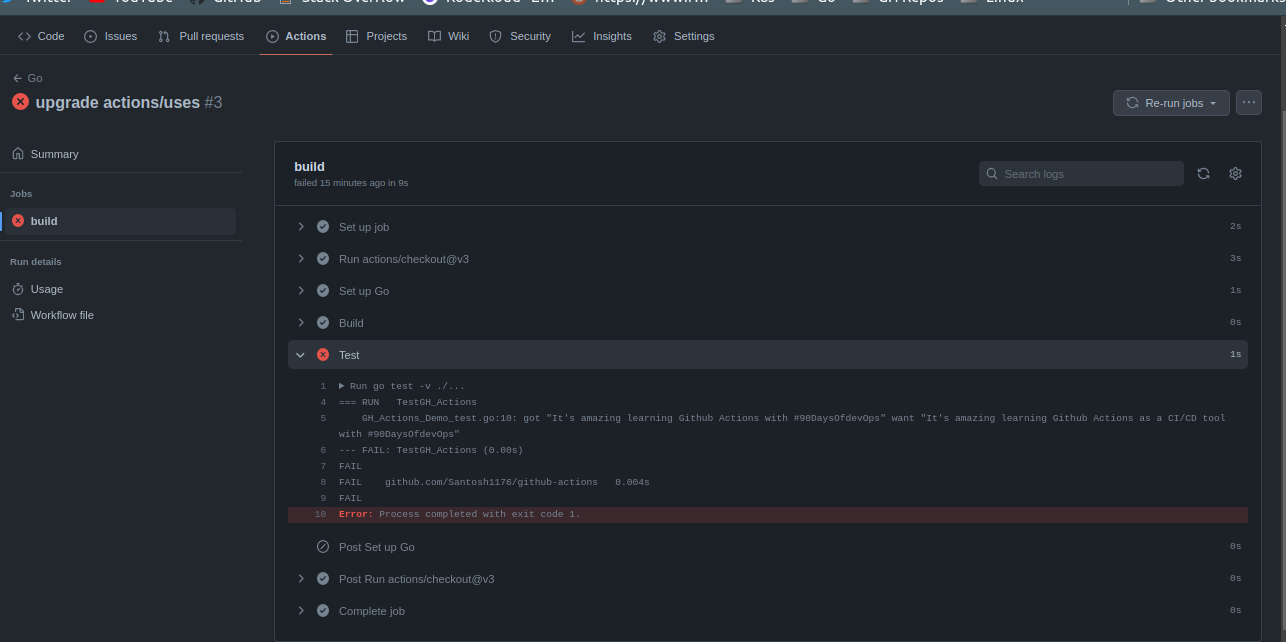 Twitter YouTube GitHub Stack Overflow K8s Go GH Repos Linux Other bookmarks
Code Issues Pull requests Actions Projects Wiki Security Insights Settings
Go
upgrade actions/uses #3
Re-run jobs
Summary
Jobs
build
Run details
Usage
Workflow file
build
failed 15 minutes ago in 9s
Search logs
Set up job 2s
Run actions/checkout@v3 3s
Set up Go 1s
Build 0s
Test 1s
1 Run go test -v ./...
4 === RUN TestGH_Actions
5 GH_Actions_Demo_test.go:10: got "It's amazing learning Github Actions with #90DaysOfdevOps" want "It's amazing learning Github Actions as a CI/CD tool
with #90DaysOfdevOps"
6 --- FAIL: TestGH_Actions (0.00s)
7 FAIL
8 FAIL github.com/Santosh1176/github-actions 0.004s
9 FAIL
10 Error: Process completed with exit code 1.
Post Set up Go 0s
Post Run actions/checkout@v3 0s
Complete job 0s